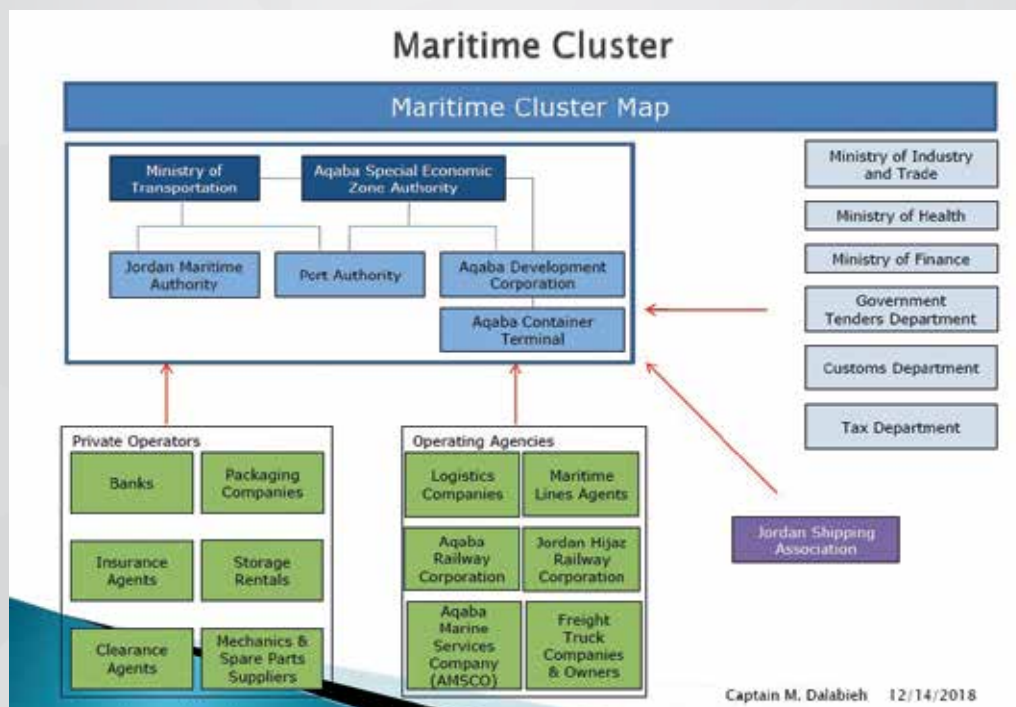 Maritime Cluster
Maritime Cluster Map
Ministry of
Transportation
Aqaba Special Economic
Zone Authority
Jordan Maritime
Authority
Port Authority
Aqaba Development
Corporation
Aqaba Container
Terminal
Ministry of Industry
and Trade
Ministry of Health
Ministry of Finance
Government
Tenders Department
Customs Department
Tax Department
Private Operators
Banks
Packaging
Companies
Insurance
Agents
Storage
Rentals
Clearance
Agents
Mechanics &
Spare Parts
Suppliers
Operating Agencies
Logistics
Companies
Maritime
Lines Agents
Aqaba
Railway
Corporation
Jordan Hijaz
Railway
Corporation
Aqaba
Marine
Services
Company
(AMSCO)
Freight
Truck
Companies
& Owners
Jordan Shipping
Association
Captain M. Dalabieh 12/14/2018